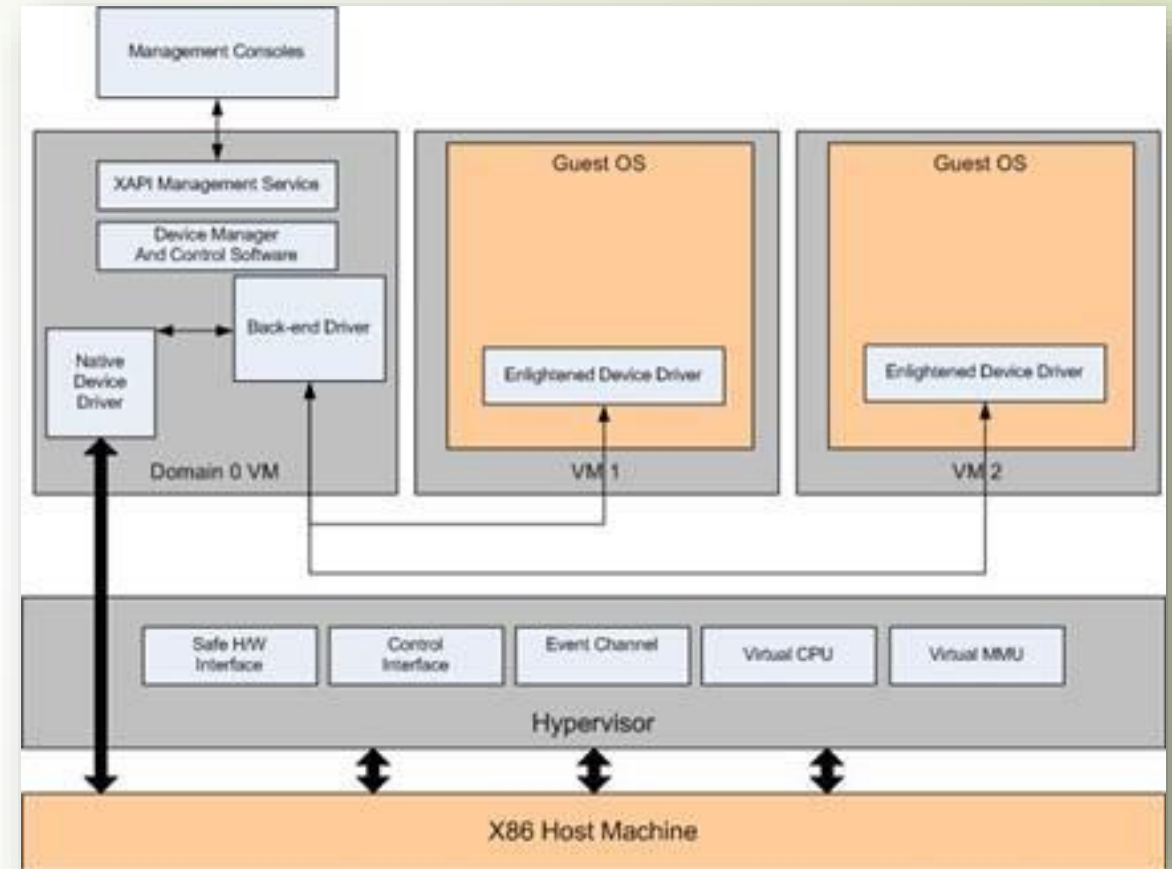 Management Consoles
XAPI Management Service
Device Manager
And Control Software
Back-end Driver
Native
Device
Driver
Domain 0 VM
Guest OS
Enlightened Device Driver
VM 1
Guest OS
Enlightened Device Driver
VM 2
Safe H/W
Interface
Control
Interface
Event Channel
Virtual CPU
Virtual MMU
Hypervisor
X86 Host Machine